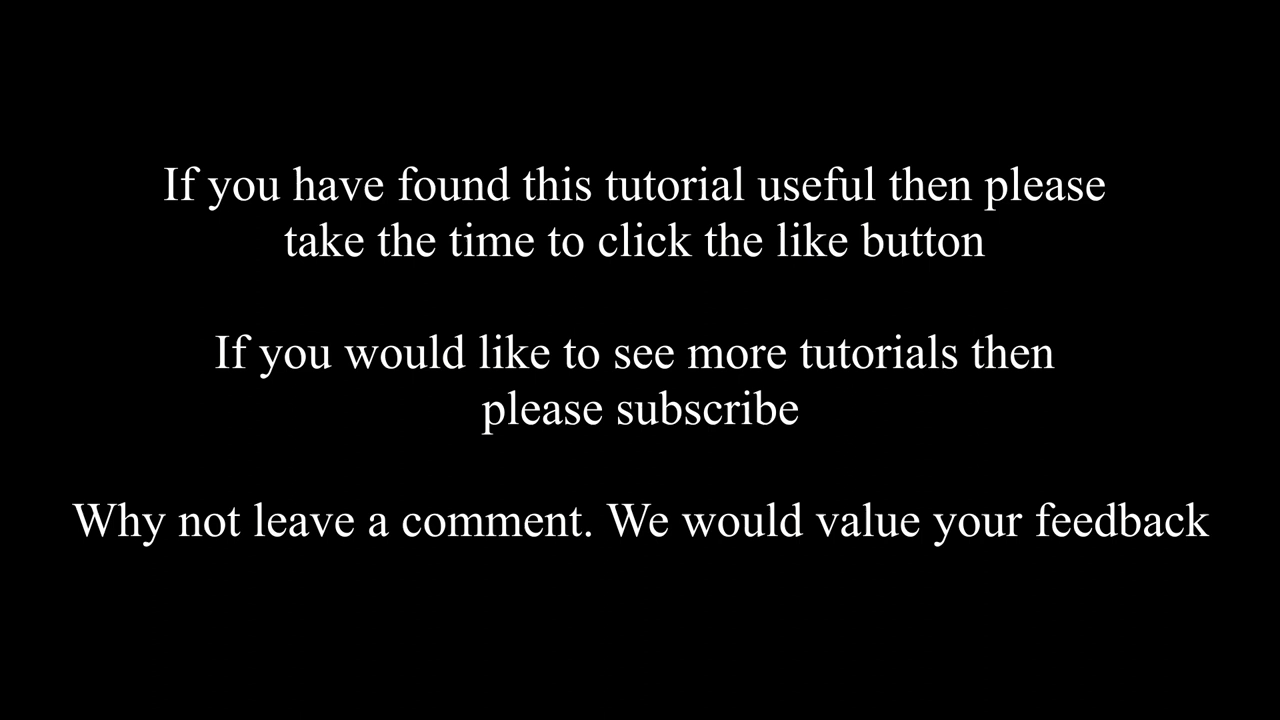 If you have found this tutorial useful then please
take the time to click the like button
If you would like to see more tutorials then
please subscribe
Why not leave a comment. We would value your feedback